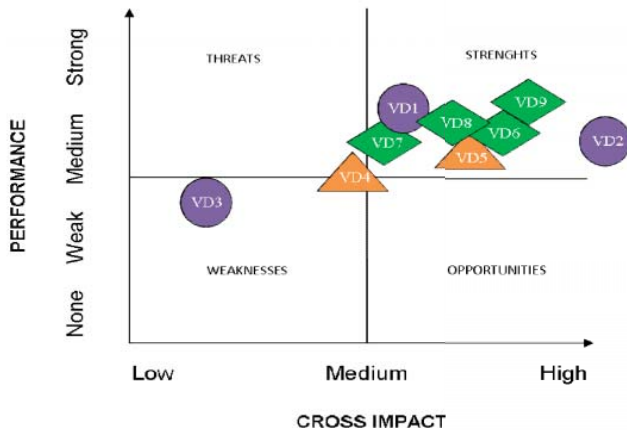 THREATS
STRENGHTS
PERFORMANCE
Strong
Medium
Weak
None
VD1
VD9
VD8
VD6
VD7
VD2
VD5
VD4
VD3
WEAKNESSES
OPPORTUNITIES
Low
Medium
High
CROSS IMPACT